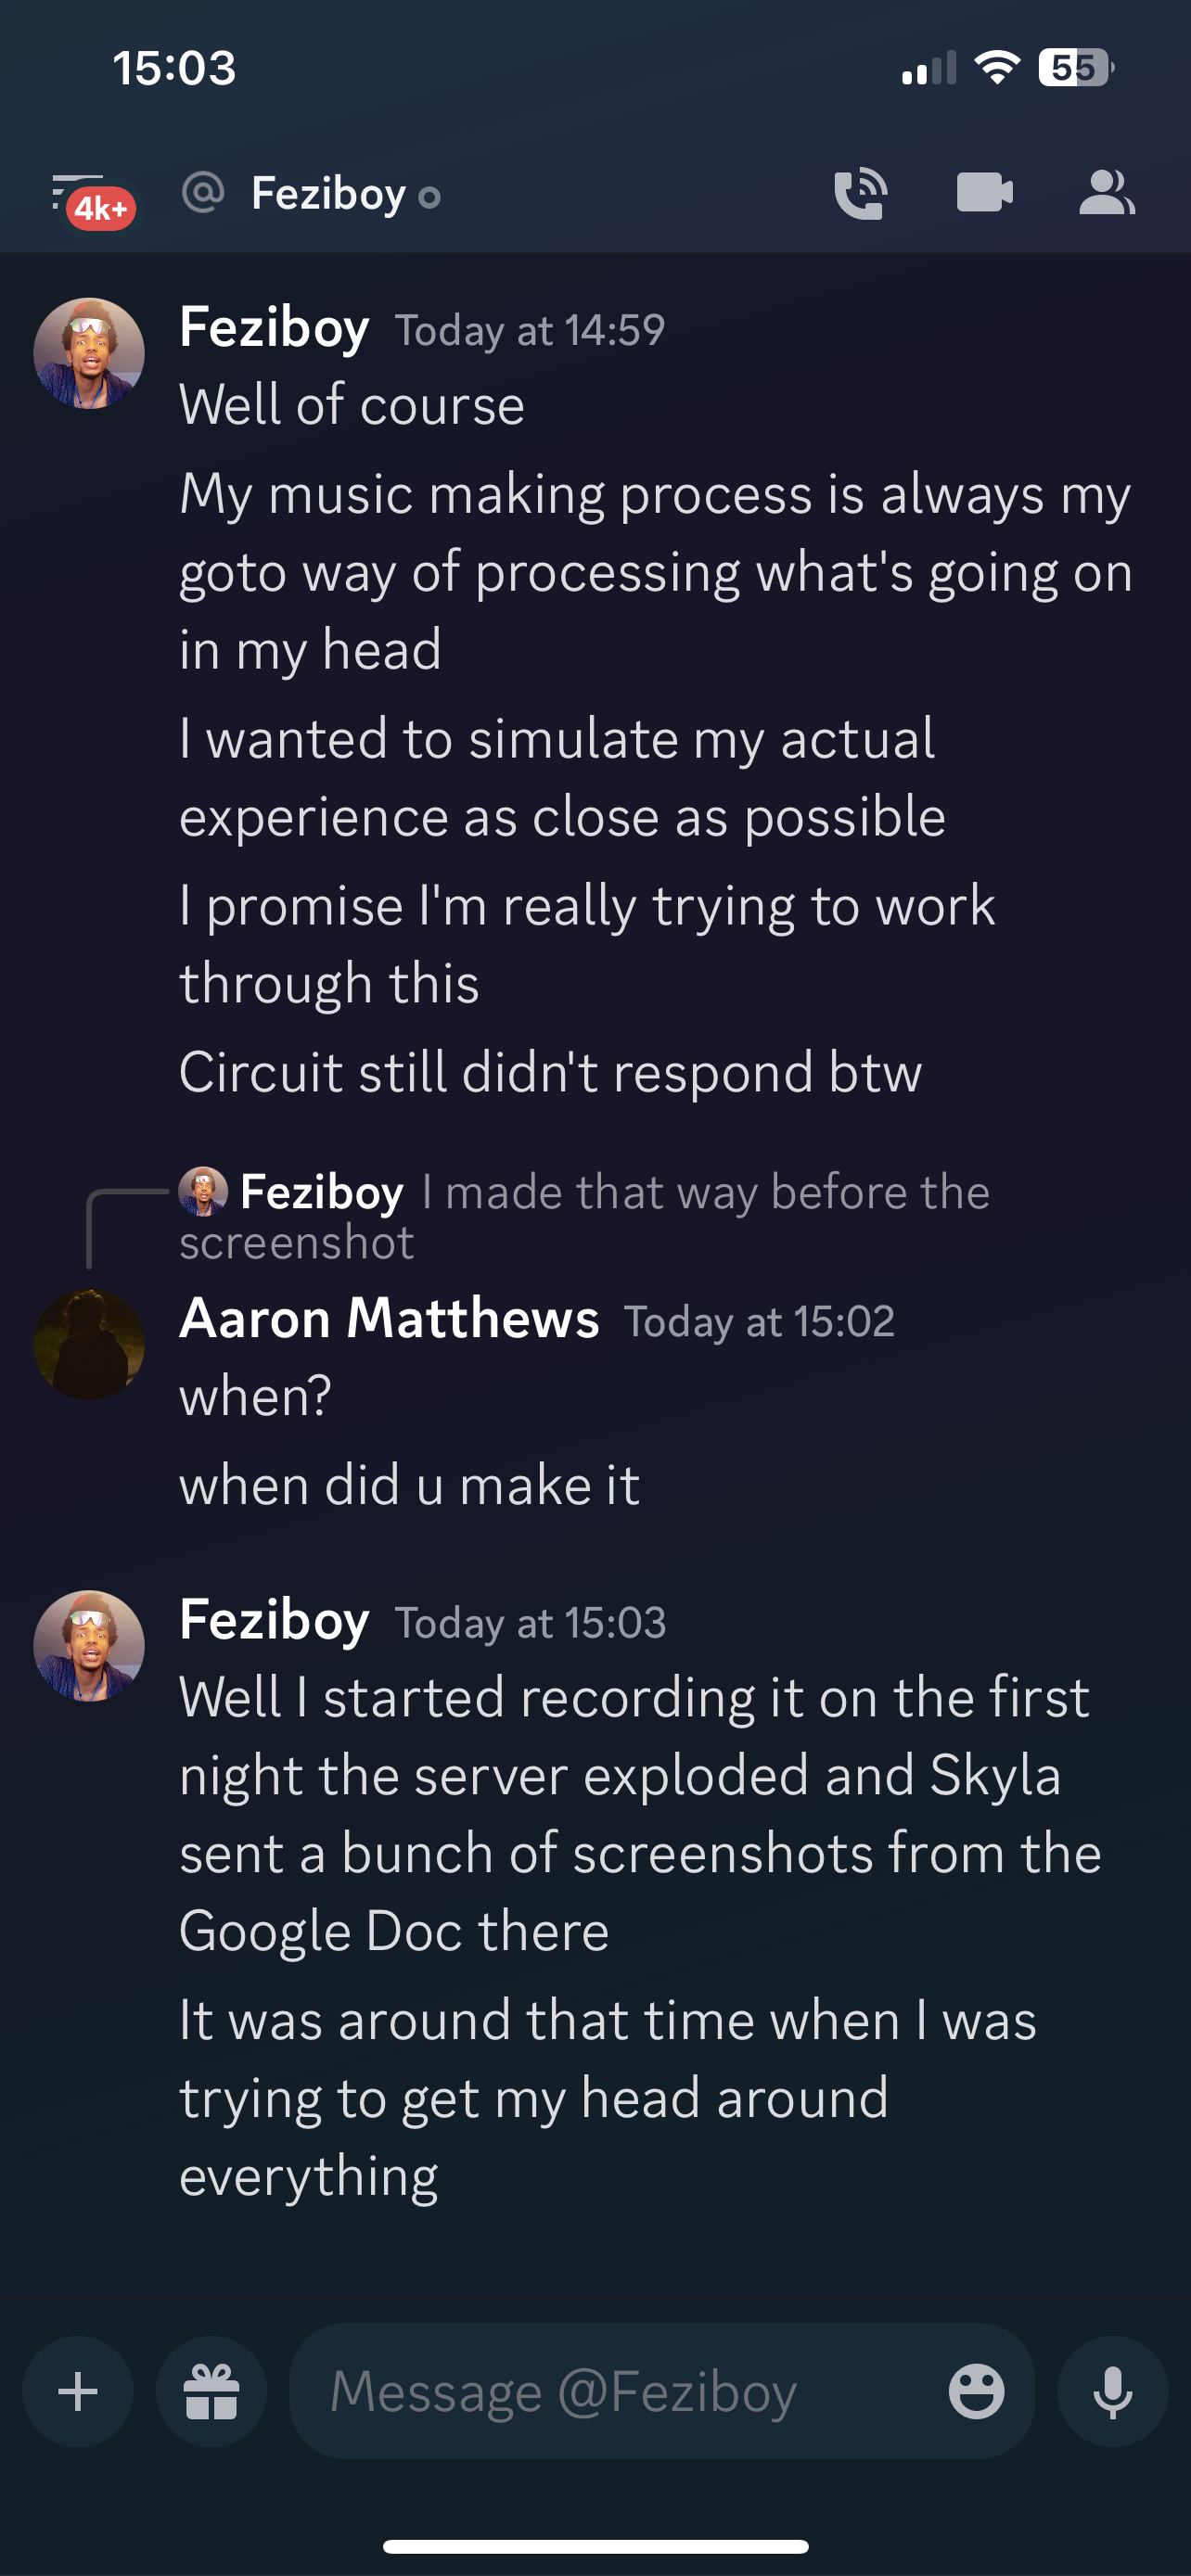 15:03
55
4k+
@ Feziboy
Feziboy Today at 14:59
Well of course
My music making process is always my
goto way of processing what's going on
in my head
I wanted to simulate my actual
experience as close as possible
I promise I'm really trying to work
through this
Circuit still didn't respond btw
Feziboy I made that way before the
screenshot
Aaron Matthews Today at 15:02
when?
when did u make it
Feziboy Today at 15:03
Well I started recording it on the first
night the server exploded and Skyla
sent a bunch of screenshots from the
Google Doc there
It was around that time when I was
trying to get my head around
everything
Message @Feziboy